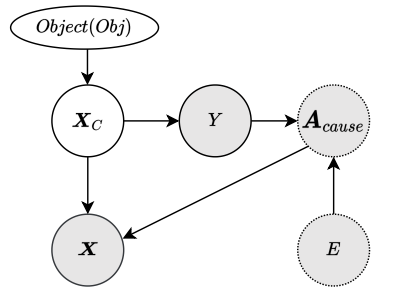 Object(Obj)
X_C
Y
A_cause
X
E